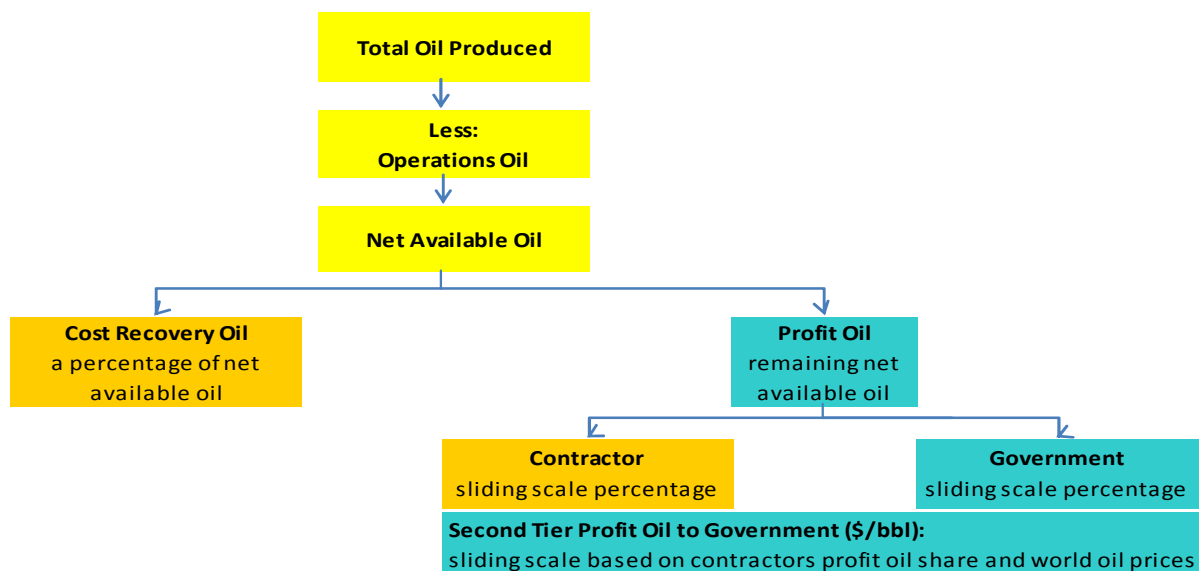 Total Oil Produced
Less:
Operations Oil
Net Available Oil
Cost Recovery Oil
a percentage of net
available oil
Profit Oil
remaining net
available oil
Contractor
sliding scale percentage
Government
sliding scale percentage
Second Tier Profit Oil to Government ($/bbl):
sliding scale based on contractors profit oil share and world oil prices